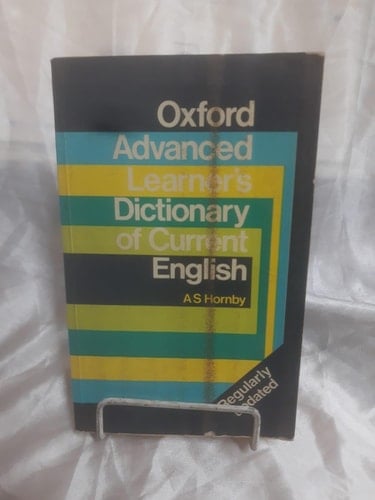 Oxford
Advanced
Learner's
Dictionary
of Current
English
A S Hornby
Regularly
updated